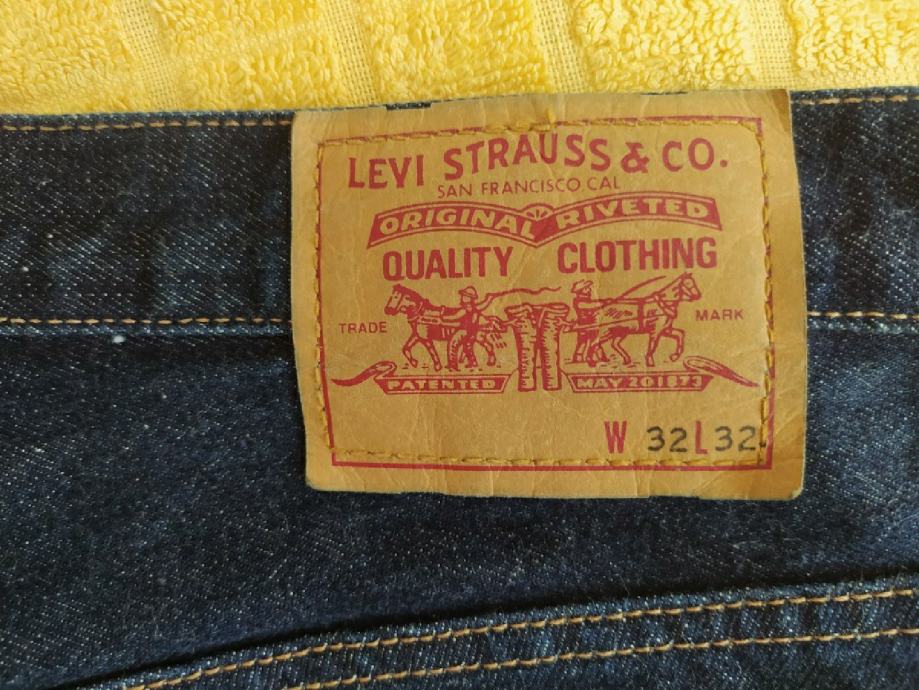 LEVI STRAUSS & CO.
SAN FRANCISCO CAL
ORIGINAL RIVETED
QUALITY CLOTHING
TRADE MARK
PATENTED MAY 20 1873
W 32 L 32